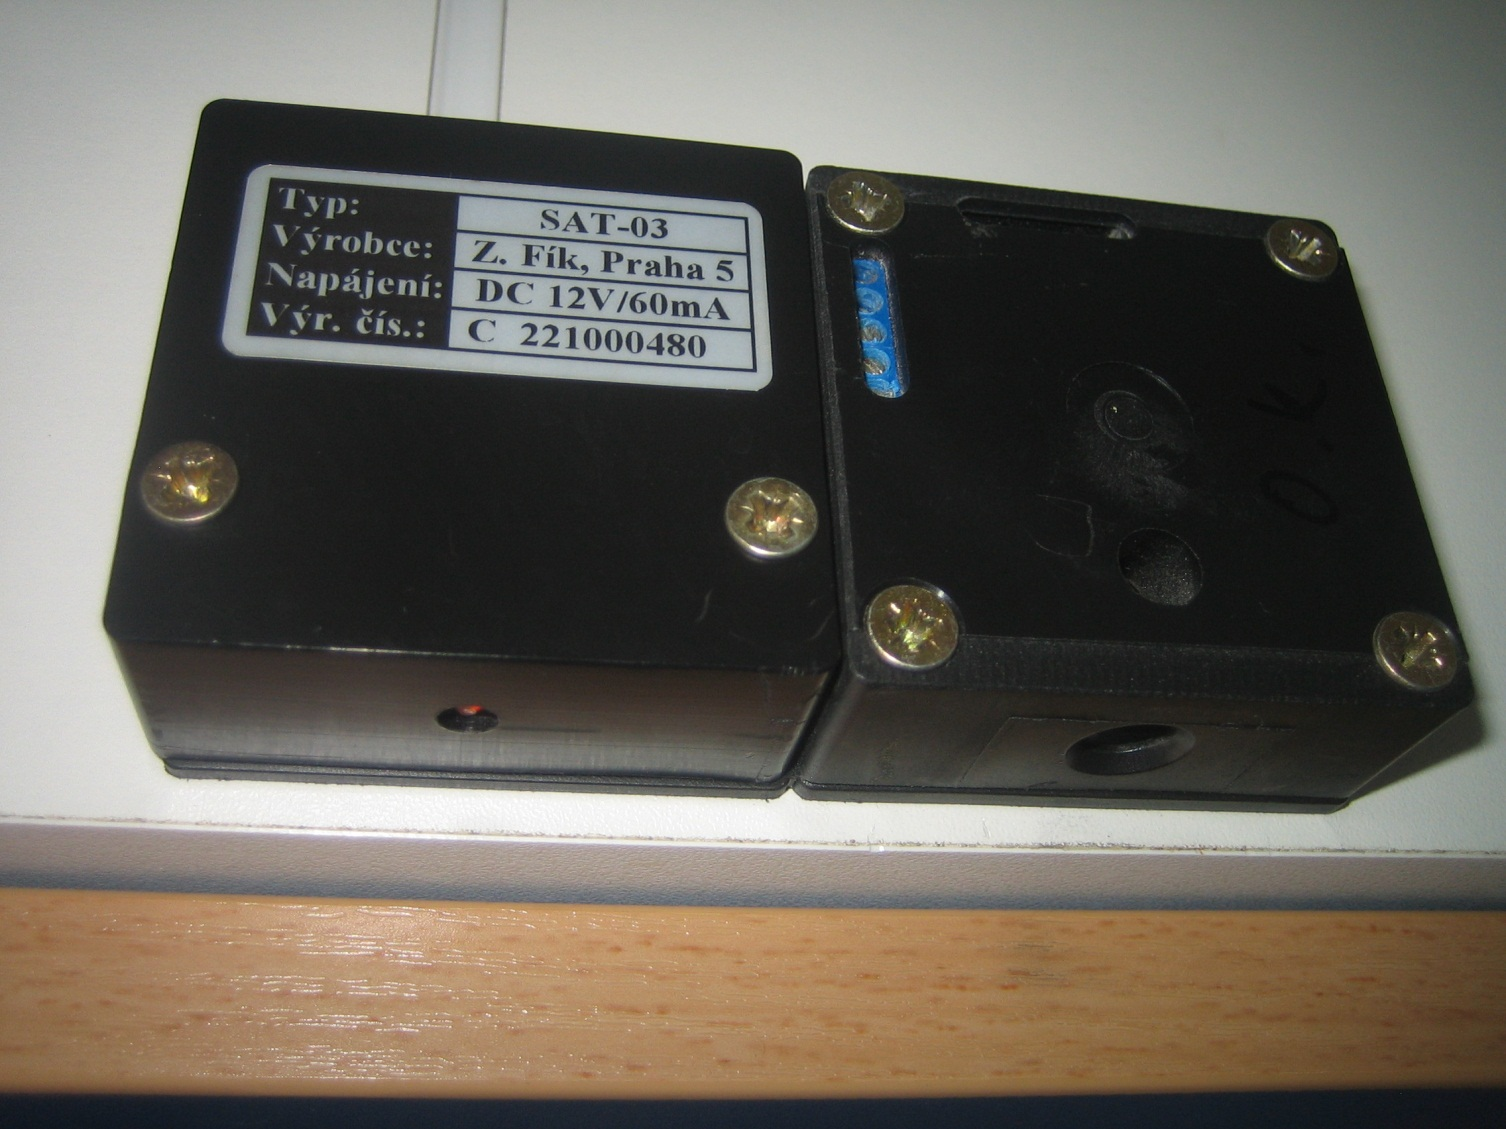 Typ: SAT-03
Výrobce: Z. Fík, Praha 5
Napájení: DC 12V/60mA
Výr. čís.: C 221000480
O.K.